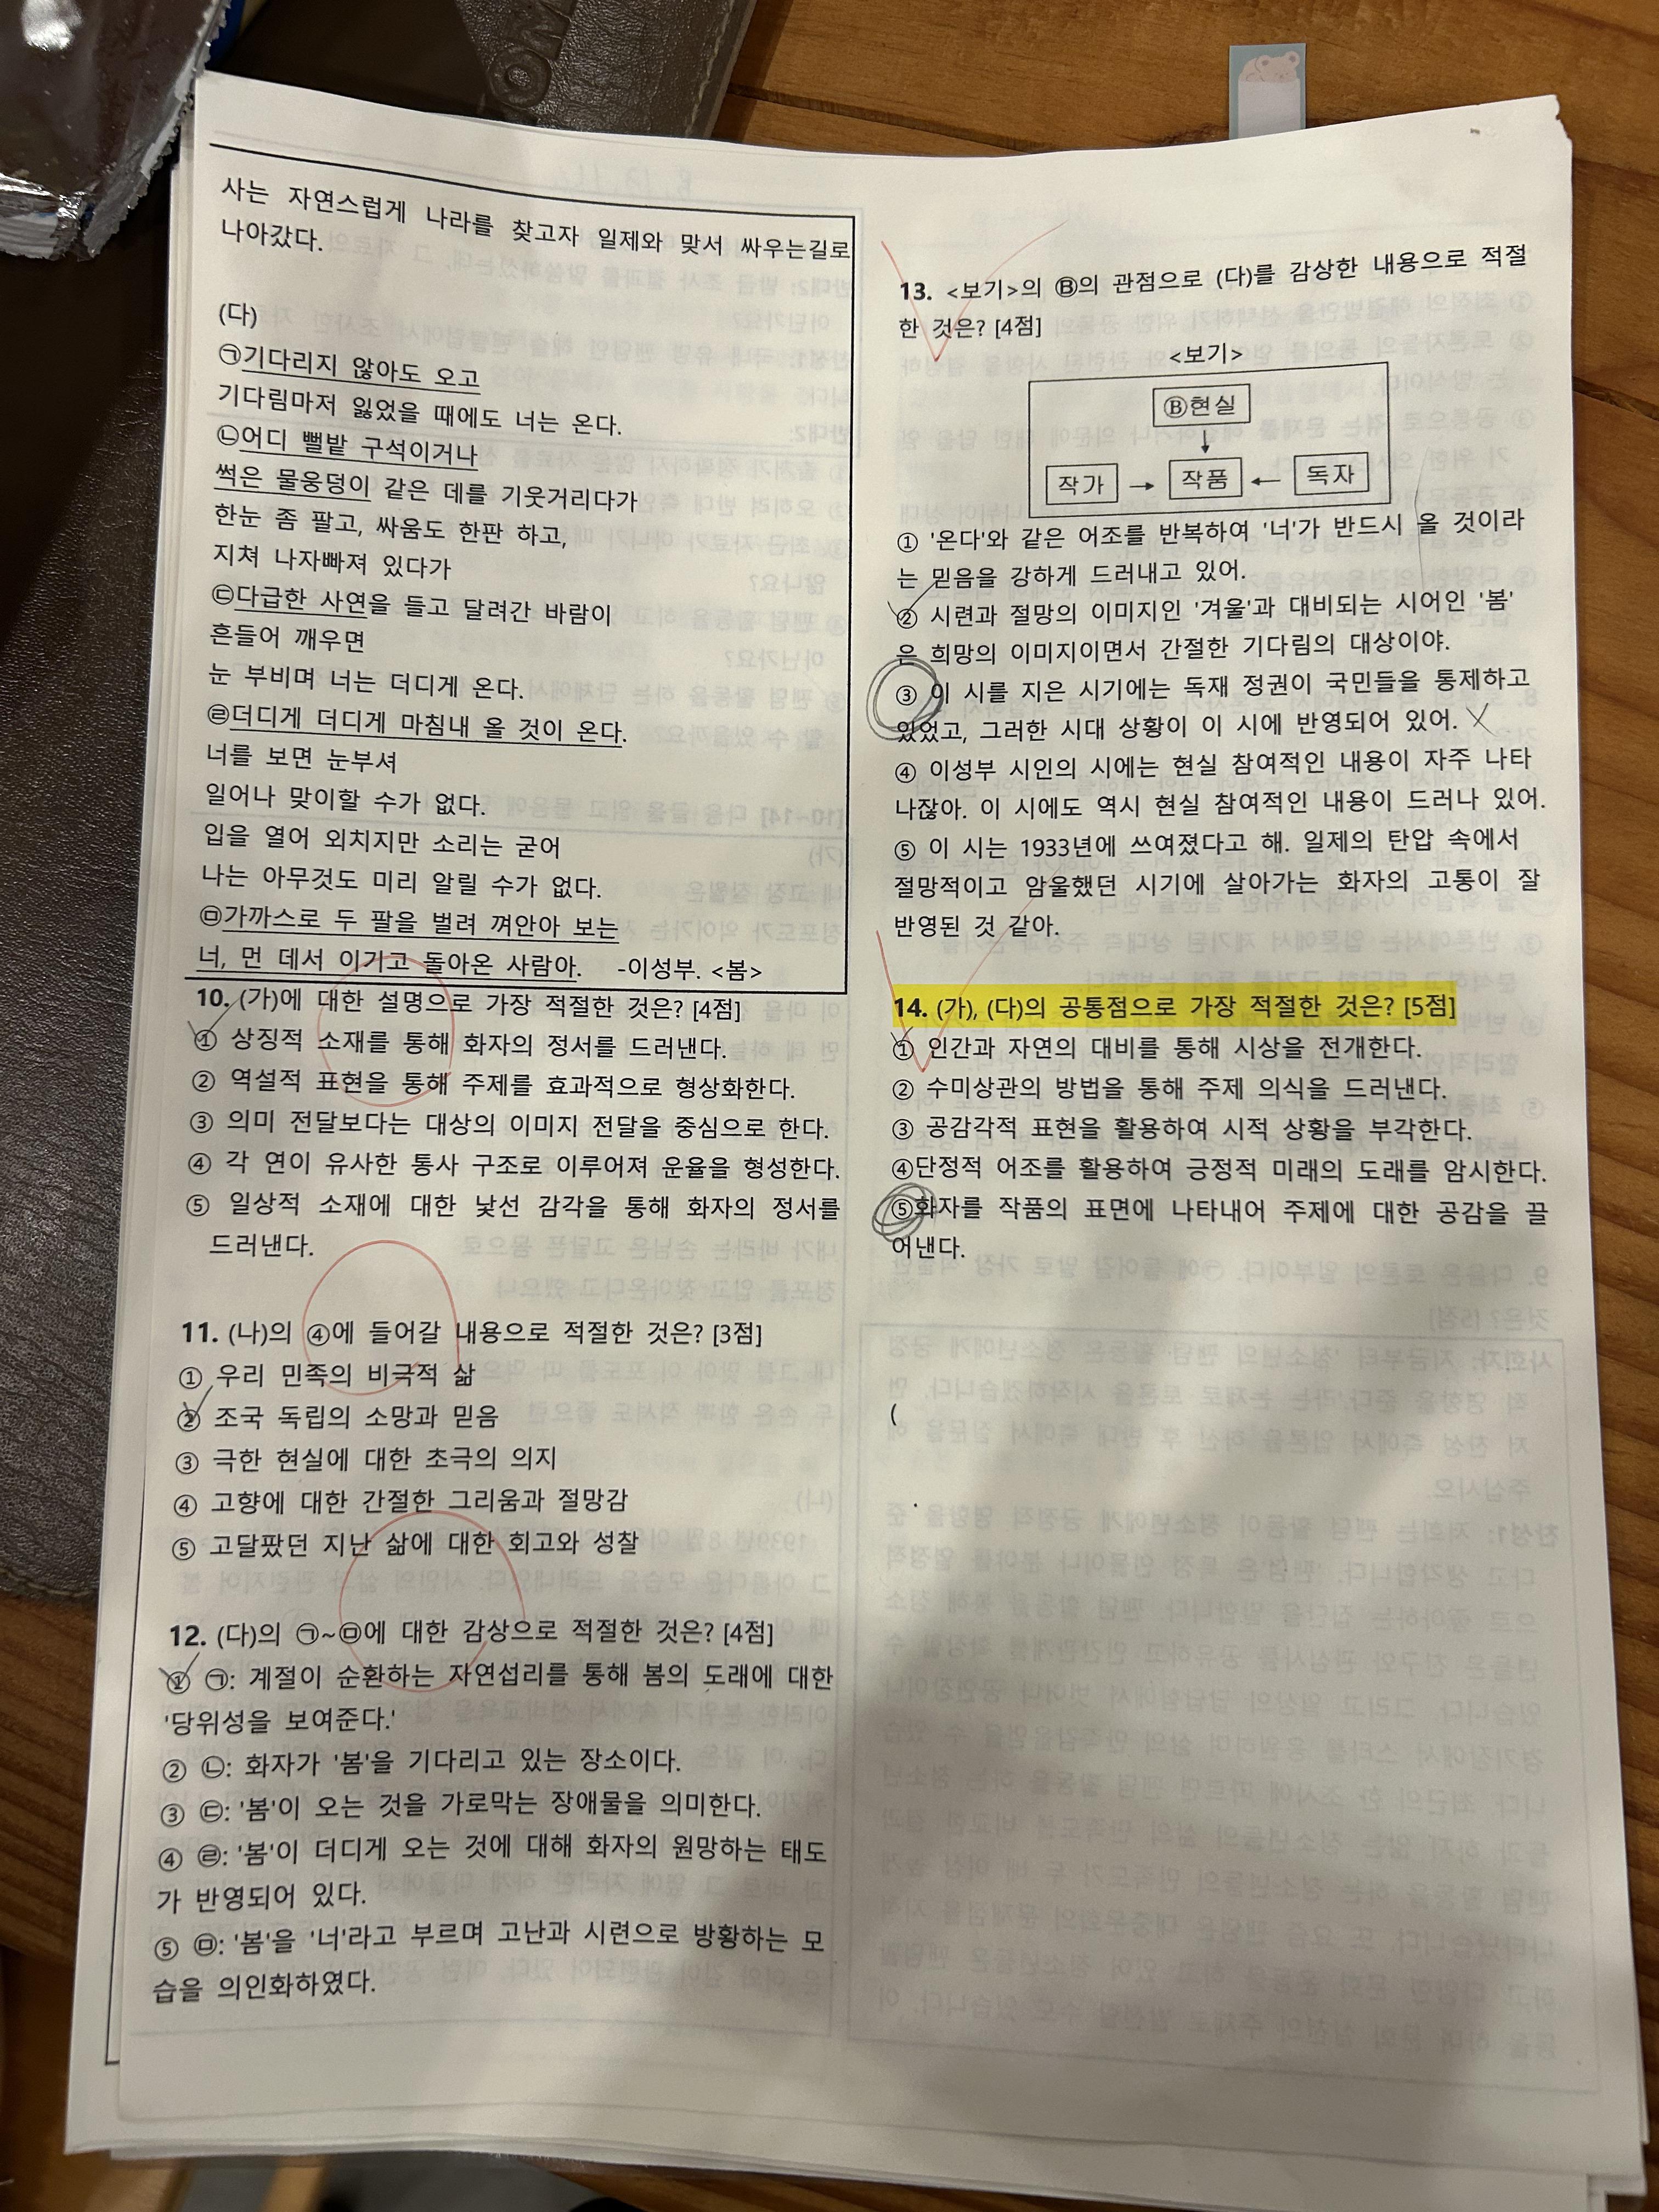 사는 자연스럽게 나라를 찾고자 일제와 맞서 싸우는길로
나아갔다.
(다)
㉠기다리지 않아도 오고
기다림마저 잃었을 때에도 너는 온다.
㉡어디 뻘밭 구석이거나
썩은 물웅덩이 같은 데를 기웃거리다가
한눈 좀 팔고, 싸움도 한판 하고,
지쳐 나자빠져 있다가
㉢다급한 사연을 들고 달려간 바람이
흔들어 깨우면
눈 부비며 너는 더디게 온다.
㉣더디게 더디게 마침내 올 것이 온다.
너를 보면 눈부셔
일어나 맞이할 수가 없다.
입을 열어 외치지만 소리는 굳어
나는 아무것도 미리 알릴 수가 없다.
㉤가까스로 두 팔을 벌려 껴안아 보는
너, 먼 데서 이기고 돌아온 사람아. -이성부. <봄>
10. (가)에 대한 설명으로 가장 적절한 것은? [4점]
① 상징적 소재를 통해 화자의 정서를 드러낸다.
② 역설적 표현을 통해 주제를 효과적으로 형상화한다.
③ 의미 전달보다는 대상의 이미지 전달을 중심으로 한다.
④ 각 연이 유사한 통사 구조로 이루어져 운율을 형성한다.
⑤ 일상적 소재에 대한 낯선 감각을 통해 화자의 정서를
드러낸다.
11. (나)의 ④에 들어갈 내용으로 적절한 것은? [3점]
① 우리 민족의 비극적 삶
② 조국 독립의 소망과 믿음
③ 극한 현실에 대한 초극의 의지
④ 고향에 대한 간절한 그리움과 절망감
⑤ 고달팠던 지난 삶에 대한 회고와 성찰
12. (다)의 ㉠~㉤에 대한 감상으로 적절한 것은? [4점]
① ㉠: 계절이 순환하는 자연섭리를 통해 봄의 도래에 대한
'당위성을 보여준다.'
② ㉡: 화자가 '봄'을 기다리고 있는 장소이다.
③ ㉢: '봄'이 오는 것을 가로막는 장애물을 의미한다.
④ ㉣: '봄'이 더디게 오는 것에 대해 화자의 원망하는 태도
가 반영되어 있다.
⑤ ㉤: '봄'을 '너'라고 부르며 고난과 시련으로 방황하는 모
습을 의인화하였다.
13. <보기>의 Ⓑ의 관점으로 (다)를 감상한 내용으로 적절
한 것은? [4점]
<보기>
Ⓑ현실
작가 → 작품 ← 독자
① '온다'와 같은 어조를 반복하여 '너'가 반드시 올 것이라
는 믿음을 강하게 드러내고 있어.
② 시련과 절망의 이미지인 '겨울'과 대비되는 시어인 '봄'
은 희망의 이미지이면서 간절한 기다림의 대상이야.
③ 이 시를 지은 시기에는 독재 정권이 국민들을 통제하고
있었고, 그러한 시대 상황이 이 시에 반영되어 있어. X
④ 이성부 시인의 시에는 현실 참여적인 내용이 자주 나타
나잖아. 이 시에도 역시 현실 참여적인 내용이 드러나 있어.
⑤ 이 시는 1933년에 쓰여졌다고 해. 일제의 탄압 속에서
절망적이고 암울했던 시기에 살아가는 화자의 고통이 잘
반영된 것 같아.
14. (가), (다)의 공통점으로 가장 적절한 것은? [5점]
① 인간과 자연의 대비를 통해 시상을 전개한다.
② 수미상관의 방법을 통해 주제 의식을 드러낸다.
③ 공감각적 표현을 활용하여 시적 상황을 부각한다.
④단정적 어조를 활용하여 긍정적 미래의 도래를 암시한다.
⑤화자를 작품의 표면에 나타내어 주제에 대한 공감을 끌
어낸다.
(